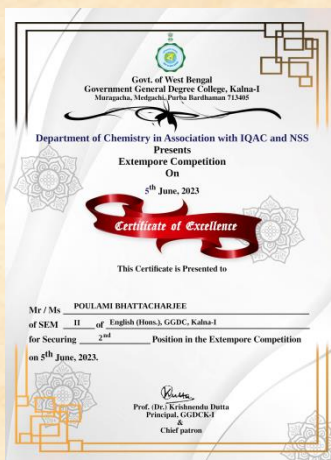 Govt. of West Bengal
Government General Degree College, Kalna-I
Muragacha, Medgachi, Purba Bardhaman 713405
Department of Chemistry in Association with IQAC and NSS
Presents
Extempore Competition
On
5th June, 2023
Certificate of Excellence
This Certificate is Presented to
Mr / Ms POULAMI BHATTACHARJEE
of SEM II of English (Hons.), GGDC, Kalna-I
for Securing 2nd Position in the Extempore Competition
on 5th June, 2023.
Dutta
Prof. (Dr.) Krishnendu Dutta
Principal, GGDCK-I
&
Chief patron